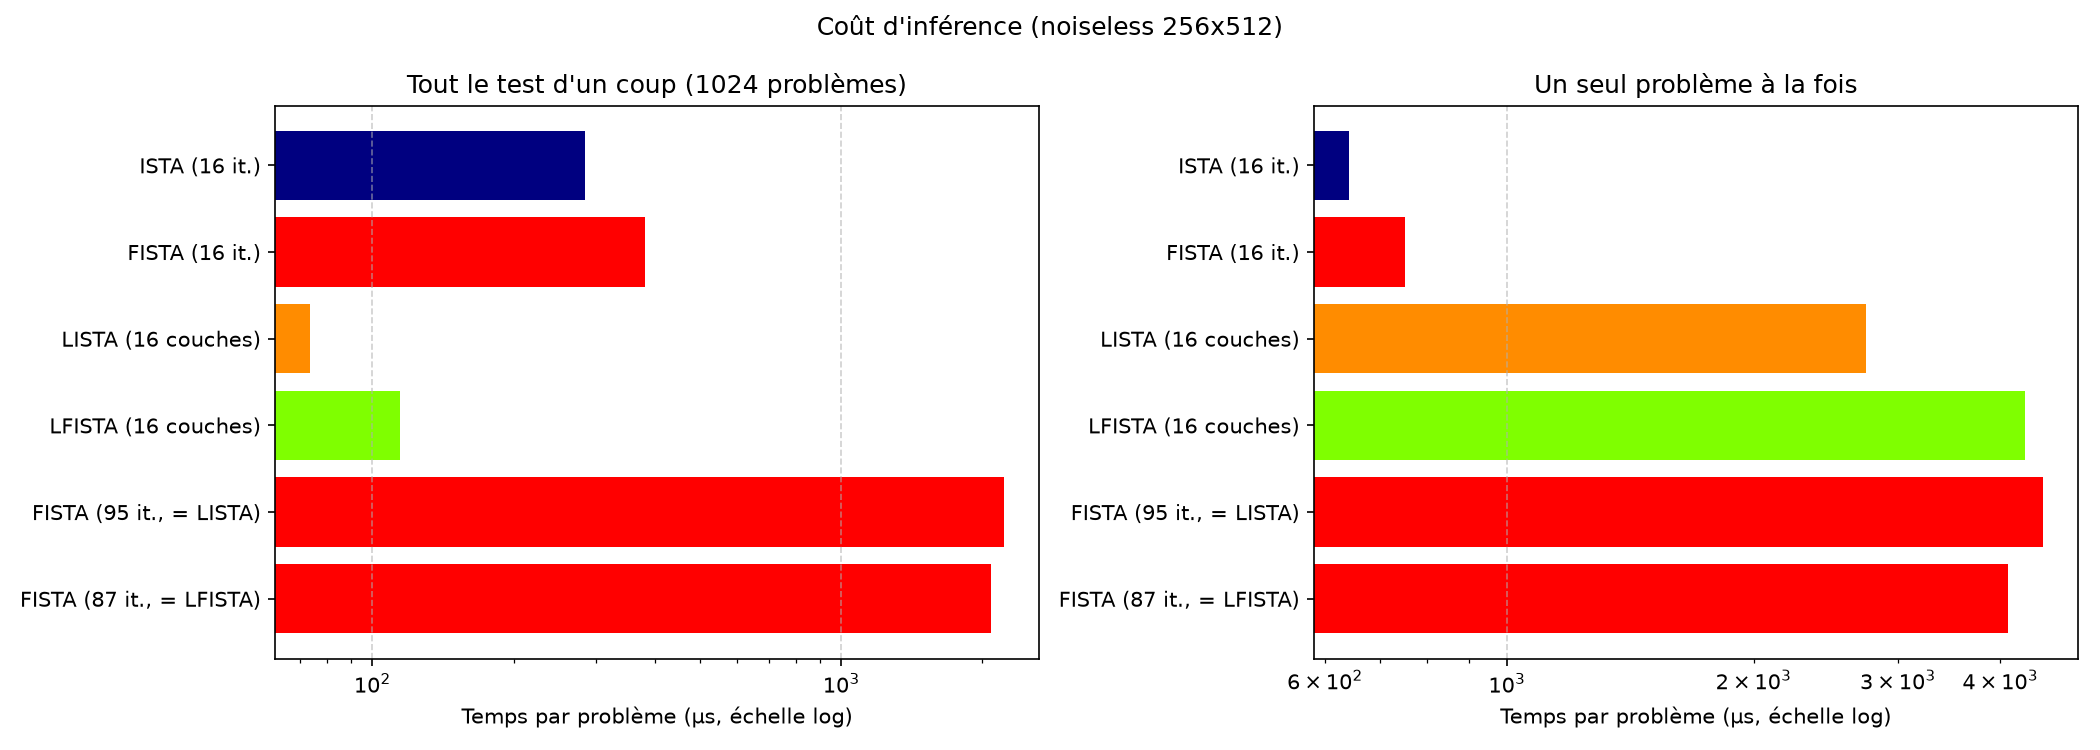 Coût d'inférence (noiseless 256x512)
Tout le test d'un coup (1024 problèmes)
ISTA (16 it.)
FISTA (16 it.)
LISTA (16 couches)
LFISTA (16 couches)
FISTA (95 it., = LISTA)
FISTA (87 it., = LFISTA)
10²
10³
Temps par problème (µs, échelle log)
Un seul problème à la fois
ISTA (16 it.)
FISTA (16 it.)
LISTA (16 couches)
LFISTA (16 couches)
FISTA (95 it., = LISTA)
FISTA (87 it., = LFISTA)
6 × 10²
10³
2 × 10³
3 × 10³
4 × 10³
Temps par problème (µs, échelle log)